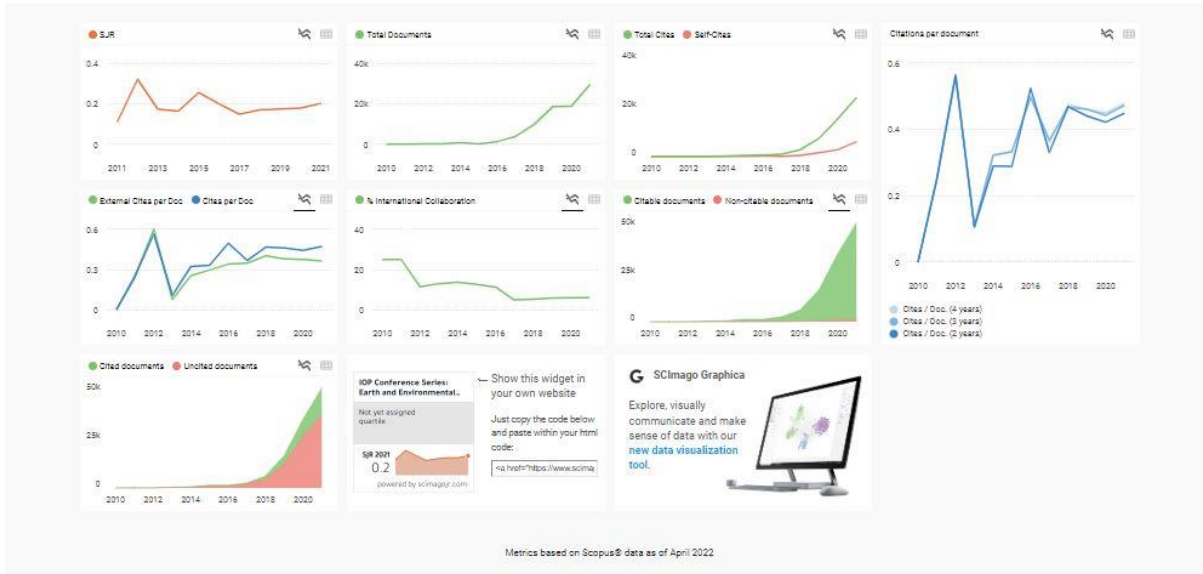 SJR
0.4
0.2
0
2011 2013 2015 2017 2019 2021
Total Documents
40k
20k
0
2010 2012 2014 2016 2018 2020
Total Cites Self-Cites
40k
20k
0
2010 2012 2014 2016 2018 2020
Citations per document
0.6
0.4
0.2
0
2010 2012 2014 2016 2018 2020
Cites / Doc. (4 years)
Cites / Doc. (3 years)
Cites / Doc. (2 years)
External Cites per Doc Cites per Doc
0.6
0.3
0
2010 2012 2014 2016 2018 2020
% International Collaboration
40
20
0
2010 2012 2014 2016 2018 2020
Citable documents Non-citable documents
50k
25k
0
2010 2012 2014 2016 2018 2020
Cited documents Uncited documents
50k
25k
0
2010 2012 2014 2016 2018 2020
IOP Conference Series:
Earth and Environmental..
Not yet assigned
quartile
SJR 2021
0.2
powered by scimagojr.com
Show this widget in
your own website
Just copy the code below
and paste within your html
code:
<a href="https://www.scima
SCImago Graphica
Explore, visually
communicate and make
sense of data with our
new data visualization
tool.
Metrics based on Scopus® data as of April 2022